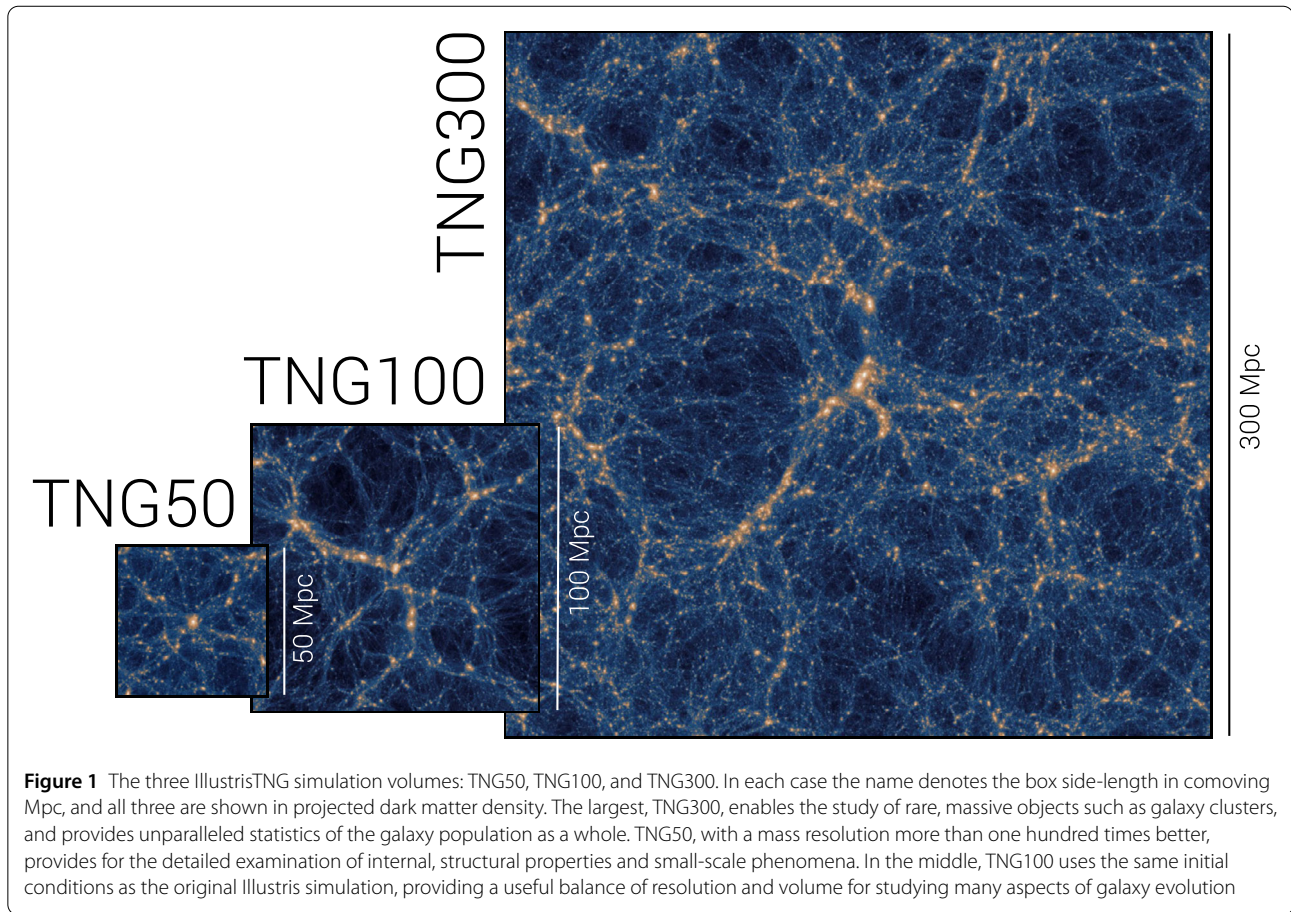 TNG300
300 Mpc
TNG100
100 Mpc
TNG50
50 Mpc
Figure 1 The three IllustrisTNG simulation volumes: TNG50, TNG100, and TNG300. In each case the name denotes the box side-length in comoving
Mpc, and all three are shown in projected dark matter density. The largest, TNG300, enables the study of rare, massive objects such as galaxy clusters,
and provides unparalleled statistics of the galaxy population as a whole. TNG50, with a mass resolution more than one hundred times better,
provides for the detailed examination of internal, structural properties and small-scale phenomena. In the middle, TNG100 uses the same initial
conditions as the original Illustris simulation, providing a useful balance of resolution and volume for studying many aspects of galaxy evolution